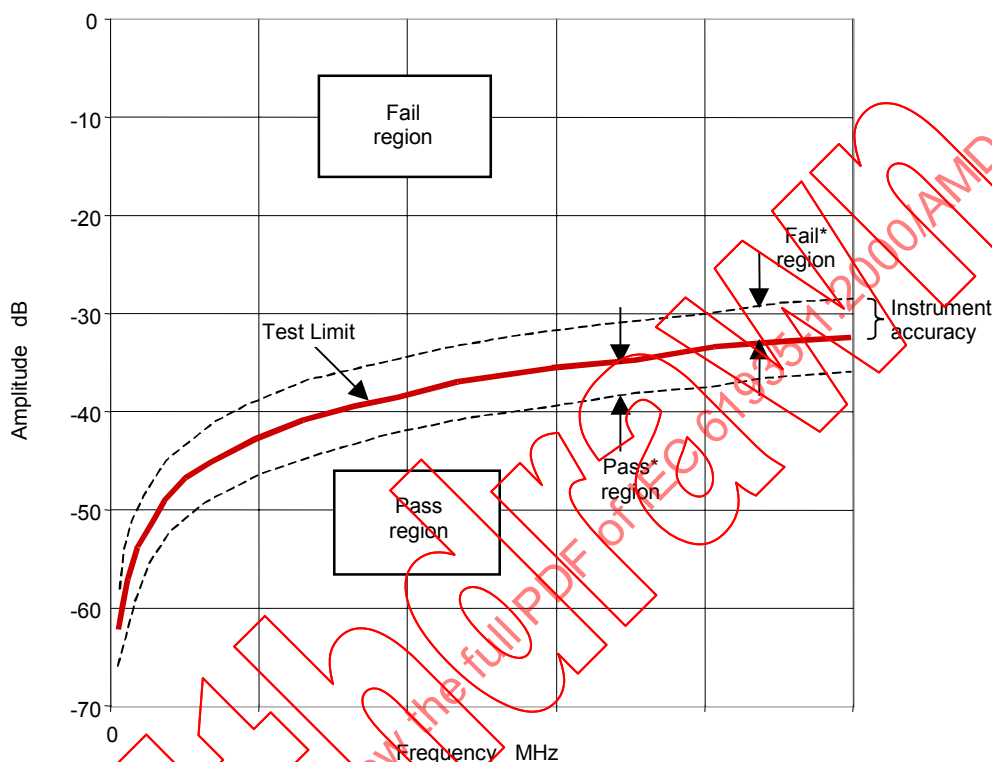 0
-10
-20
-30
-40
-50
-60
-70
0
Amplitude dB
Frequency MHz
Fail
region
Fail*
region
Instrument
accuracy
Test Limit
Pass*
region
Pass
region
thdrawn
w the full PDF of IEC 61935-1:2000/AMD